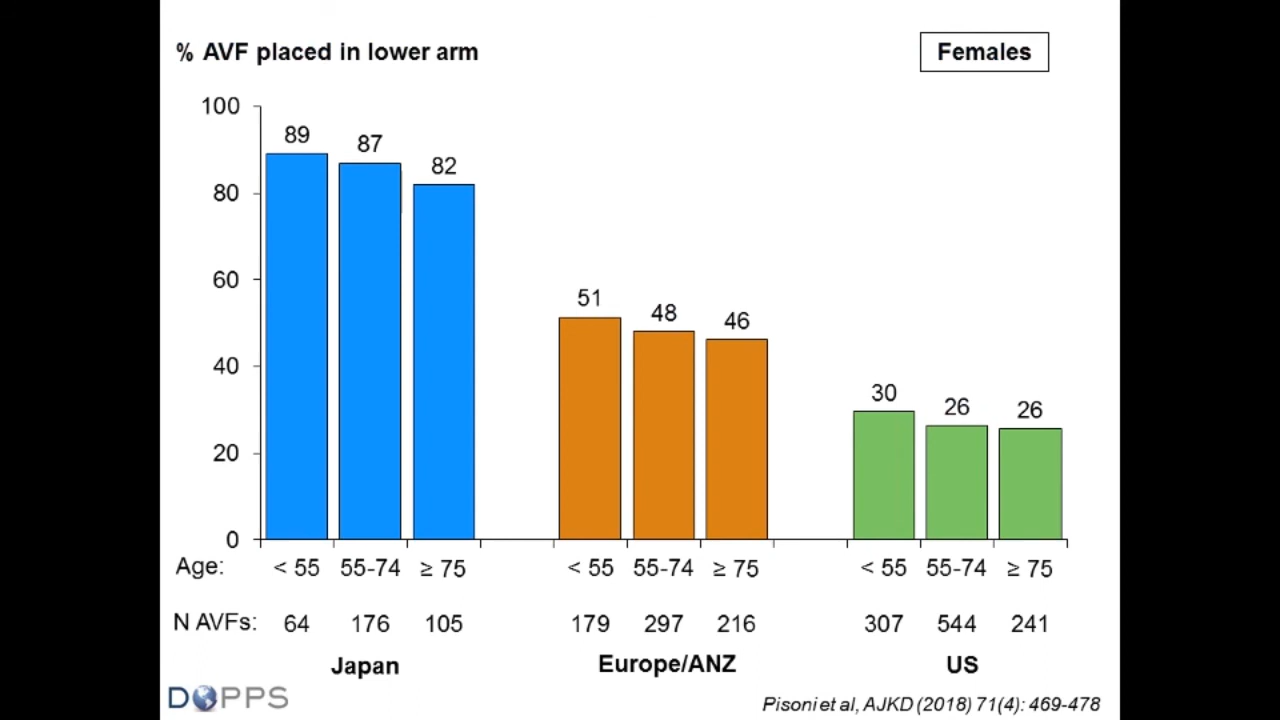 % AVF placed in lower arm
Females
100
80
60
40
20
0
89 87 82 51 48 46 30 26 26
Age: < 55 55-74 ≥ 75 < 55 55-74 ≥ 75 < 55 55-74 ≥ 75
N AVFs: 64 176 105 179 297 216 307 544 241
Japan Europe/ANZ US
DOPPS
Pisoni et al, AJKD (2018) 71(4): 469-478